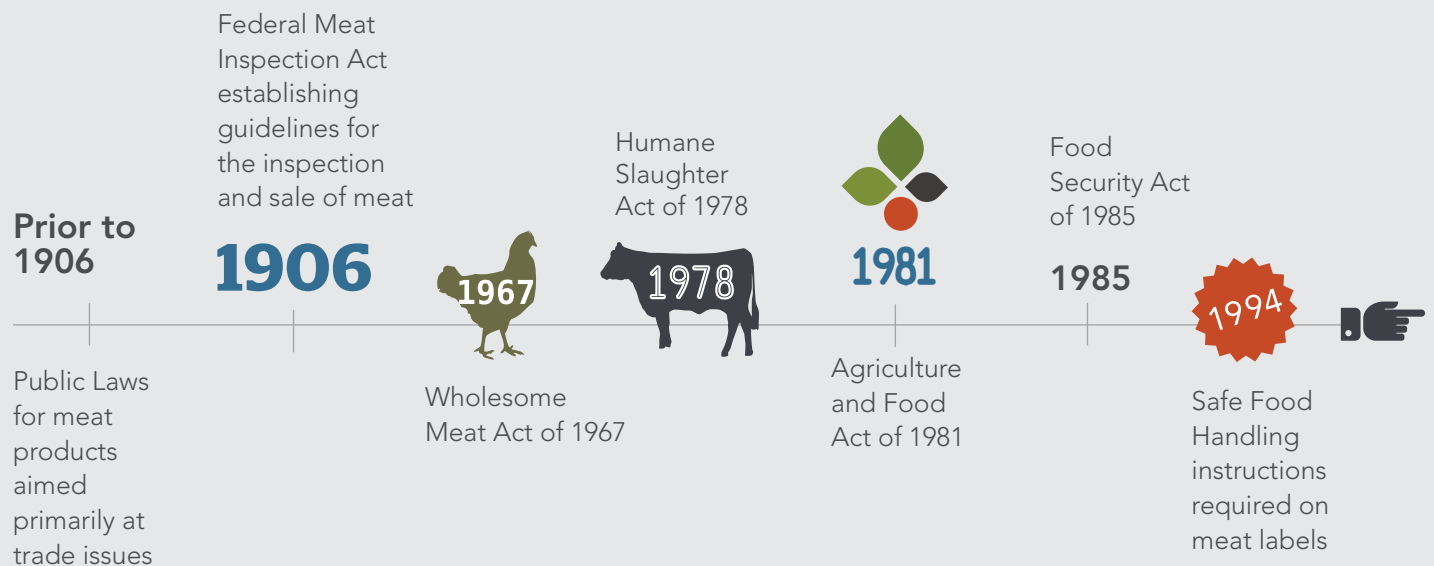 Prior to
1906
Public Laws
for meat
products
aimed
primarily at
trade issues
Federal Meat
Inspection Act
establishing
guidelines for
the inspection
and sale of meat
1906
1967
Wholesome
Meat Act of 1967
Humane
Slaughter
Act of 1978
1978
1981
Agriculture
and Food
Act of 1981
Food
Security Act
of 1985
1985
1994
Safe Food
Handling
instructions
required on
meat labels